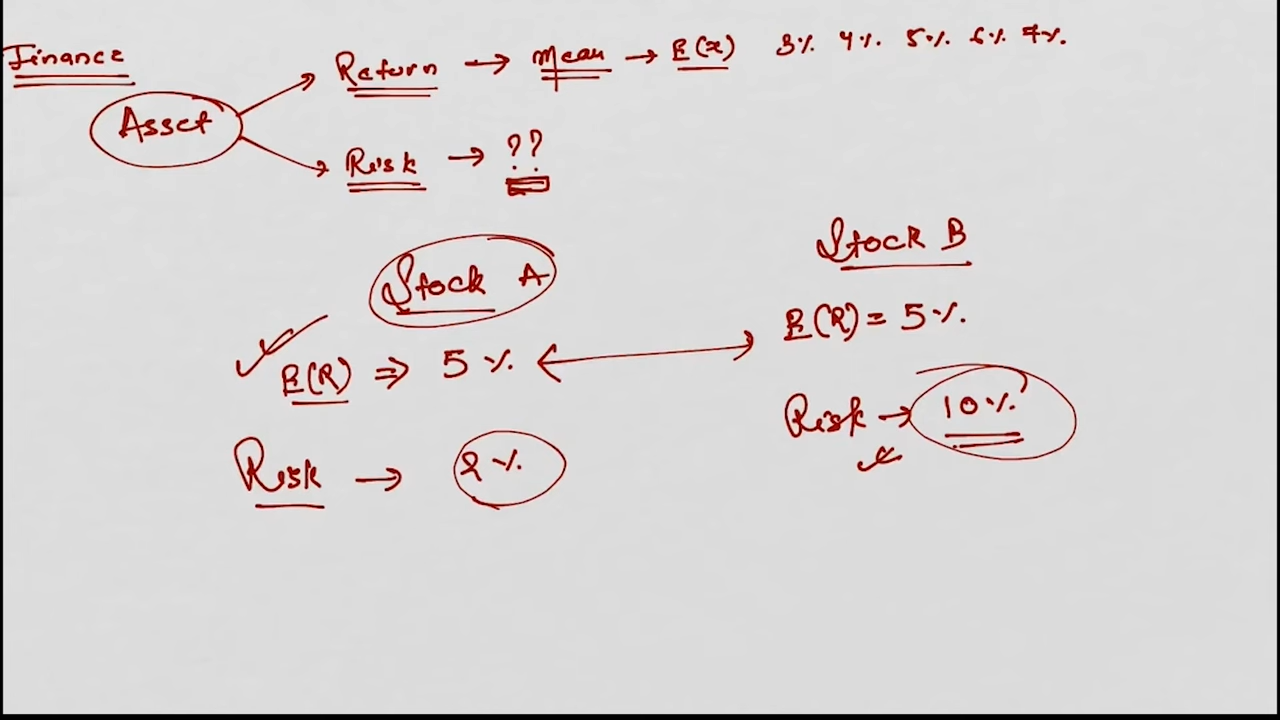 Finance
Asset
Return → Mean → E(x) 3% 4% 5% 6% 7%
Risk → ??
Stock A
E(R) ⇒ 5%
Risk → 2%
Stock B
E(R) = 5%
Risk → 10%